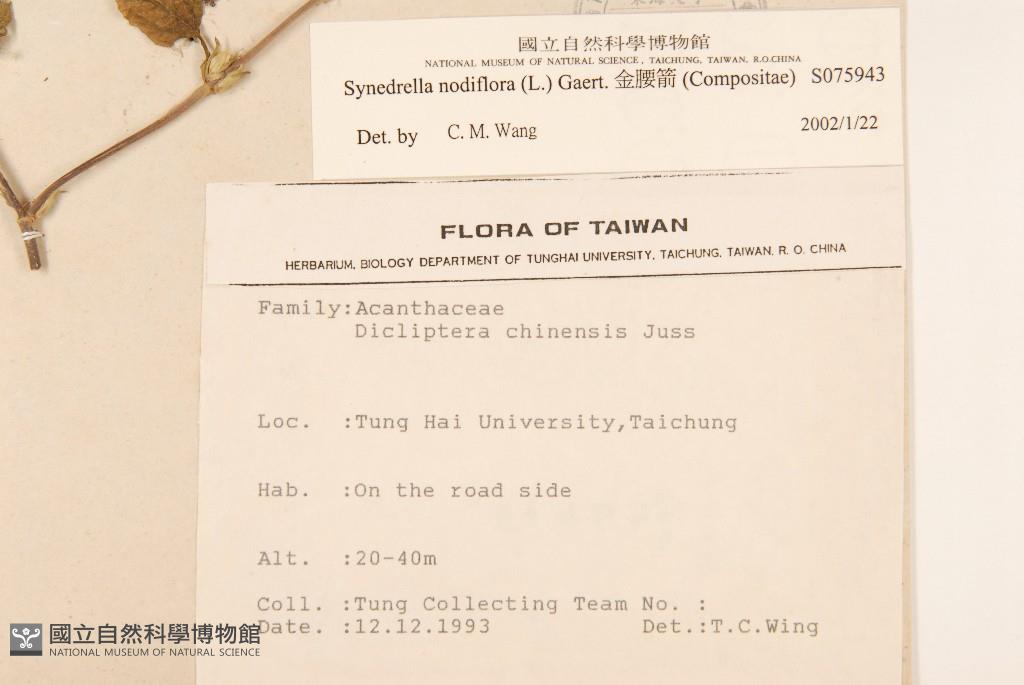 國立自然科學博物館
NATIONAL MUSEUM OF NATURAL SCIENCE, TAICHUNG, TAIWAN, R.O.CHINA
Synedrella nodiflora (L.) Gaert. 金腰箭 (Compositae) S075943
Det. by C. M. Wang 2002/1/22
FLORA OF TAIWAN
HERBARIUM, BIOLOGY DEPARTMENT OF TUNGHAI UNIVERSITY, TAICHUNG, TAIWAN, R. O. CHINA
Family:Acanthaceae
Dicliptera chinensis Juss
Loc. :Tung Hai University,Taichung
Hab. :On the road side
Alt. :20-40m
Coll. :Tung Collecting Team No. :
Date. :12.12.1993 Det.:T.C.Wing
國立自然科學博物館
NATIONAL MUSEUM OF NATURAL SCIENCE